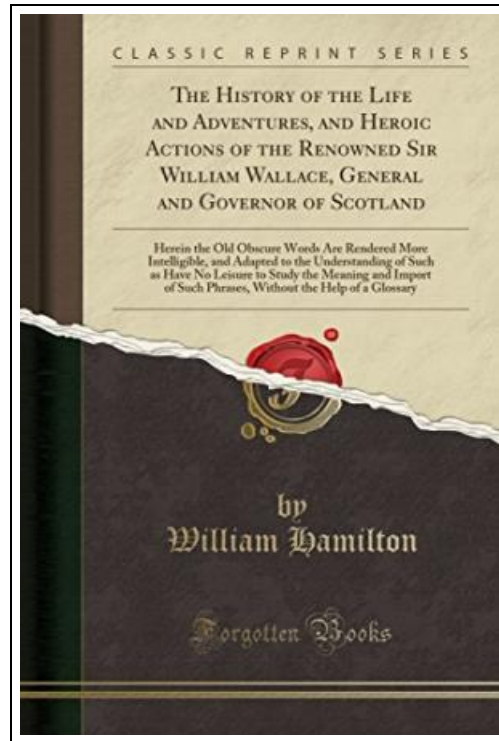 CLASSIC REPRINT SERIES
THE HISTORY OF THE LIFE
AND ADVENTURES, AND HEROIC
ACTIONS OF THE RENOWNED SIR
WILLIAM WALLACE, GENERAL
AND GOVERNOR OF SCOTLAND
Herein the Old Obscure Words Are Rendered More
Intelligible, and Adapted to the Understanding of Such
as Have No Leisure to Study the Meaning and Import
of Such Phrases, Without the Help of a Glossary
by
William Hamilton
Forgotten Books